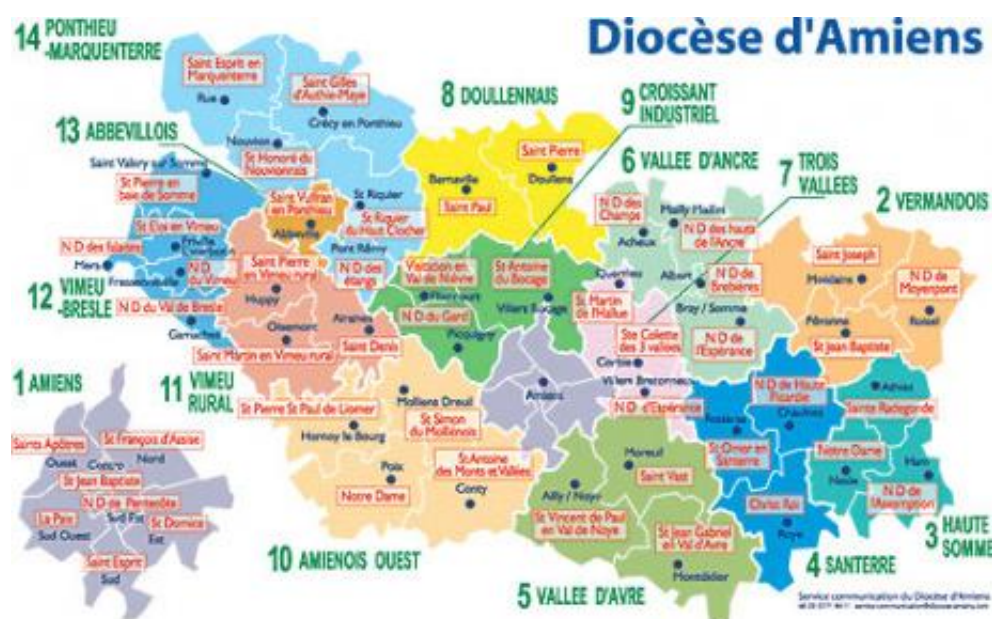 Diocèse d'Amiens
14 PONTHIEU
-MARQUENTERRE
Saint Esprit en
Marquenterre
Rue
Saint Gilles
d'Authie-Maye
Crécy en Ponthieu
8 DOULLENNAIS
9 CROISSANT
INDUSTRIEL
13 ABBEVILLOIS
Nouvion
St Honoré du
Nouvionnais
Saint Valéry sur Somme
St Pierre en
baie de Somme
Saint Vulfran
en Ponthieu
Abbeville
St Riquier
St Riquier
du Haut Clocher
Bernaville
Saint Paul
Saint Pierre
Doullens
6 VALLEE D'ANCRE
7 TROIS
VALLEES
2 VERMANDOIS
N D des
Champs
Acheux
Mailly Maillet
N D des hauts
de l'Ancre
Albert
N D de
Brebières
Saint Joseph
Moislains
N D de
Moyenpont
Roisel
Péronne
St Jean Baptiste
St Eloi en Vimeu
N D des falaises
Mers
N D
du Vimeu
Saint Pierre
en Vimeu rural
Huppy
Pont Rémy
N D des
étangs
Visitation en
Val de Nièvre
Flixecourt
St Antoine
du Bocage
Villers Bocage
Querrieu
St Martin
de l'Hallue
Bray / Somme
N D de
l'Espérance
Ste Colette
des 3 vallées
Corbie
12 VIMEU
-BRESLE
N D du Val de Bresle
Gamaches
Oisemont
Airaines
Saint Denis
Saint Martin en Vimeu rural
N D du Gard
Picquigny
Amiens
Villers Bretonneux
N D d'Espérance
1 AMIENS
11 VIMEU
RURAL
St Pierre St Paul de Liomer
Hornoy le Bourg
Molliens Dreuil
St Simon
du Molliénois
St Antoine
des Monts et Vallées
Conty
Poix
Notre Dame
Saints Apôtres
Ouest
St François d'Assise
Nord
Centre
St Jean Baptiste
N D de Pentecôte
Sud Est
La Paix
Sud Ouest
St Domice
Est
Saint Esprit
Sud
Moreuil
Saint Vast
Ailly / Noye
St Vincent de Paul
en Val de Noye
St Jean Gabriel
en Val d'Avre
Montdidier
Rosières
N D de Haute
Picardie
Chaulnes
St Omer en
Santerre
Christ Roi
Roye
Athies
Sainte Radegonde
Notre Dame
Nesle
Ham
N D de
l'Assomption
10 AMIENOIS OUEST
5 VALLEE D'AVRE
4 SANTERRE
3 HAUTE
SOMME
Service communication du Diocèse d'Amiens